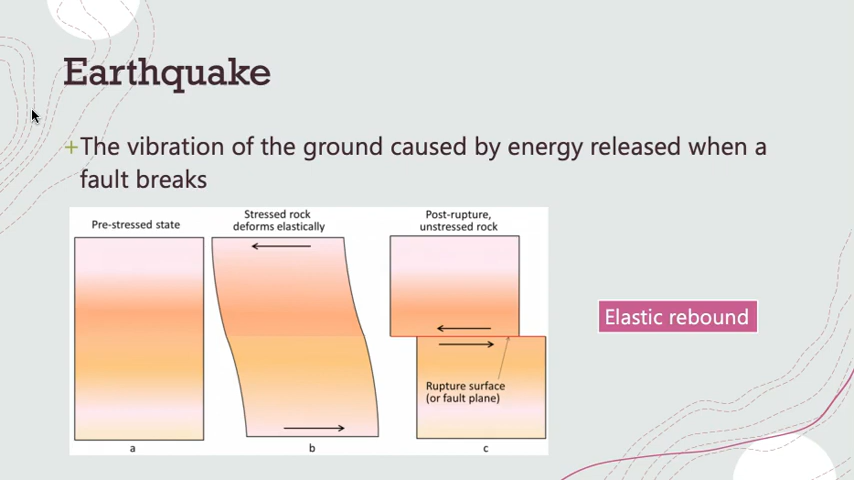 Earthquake
+The vibration of the ground caused by energy released when a
fault breaks
Pre-stressed state
Stressed rock
deforms elastically
Post-rupture,
unstressed rock
Elastic rebound
Rupture surface
(or fault plane)
a
b
c